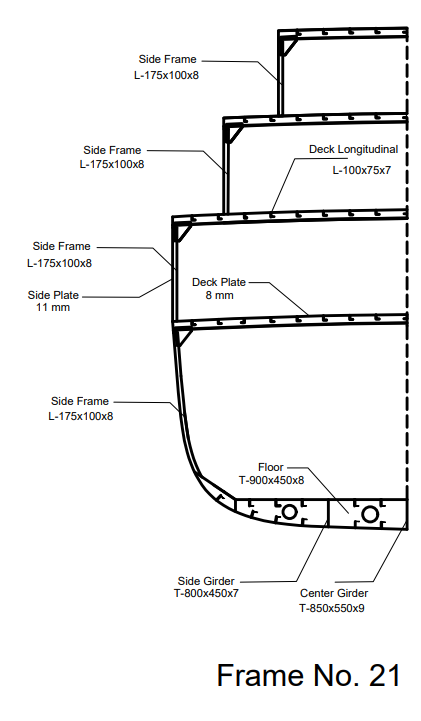 Side Frame
L-175x100x8
Side Frame
L-175x100x8
Deck Longitudinal
L-100x75x7
Side Frame
L-175x100x8
Side Plate
11 mm
Deck Plate
8 mm
Side Frame
L-175x100x8
Floor
T-900x450x8
Side Girder
T-800x450x7
Center Girder
T-850x550x9
Frame No. 21